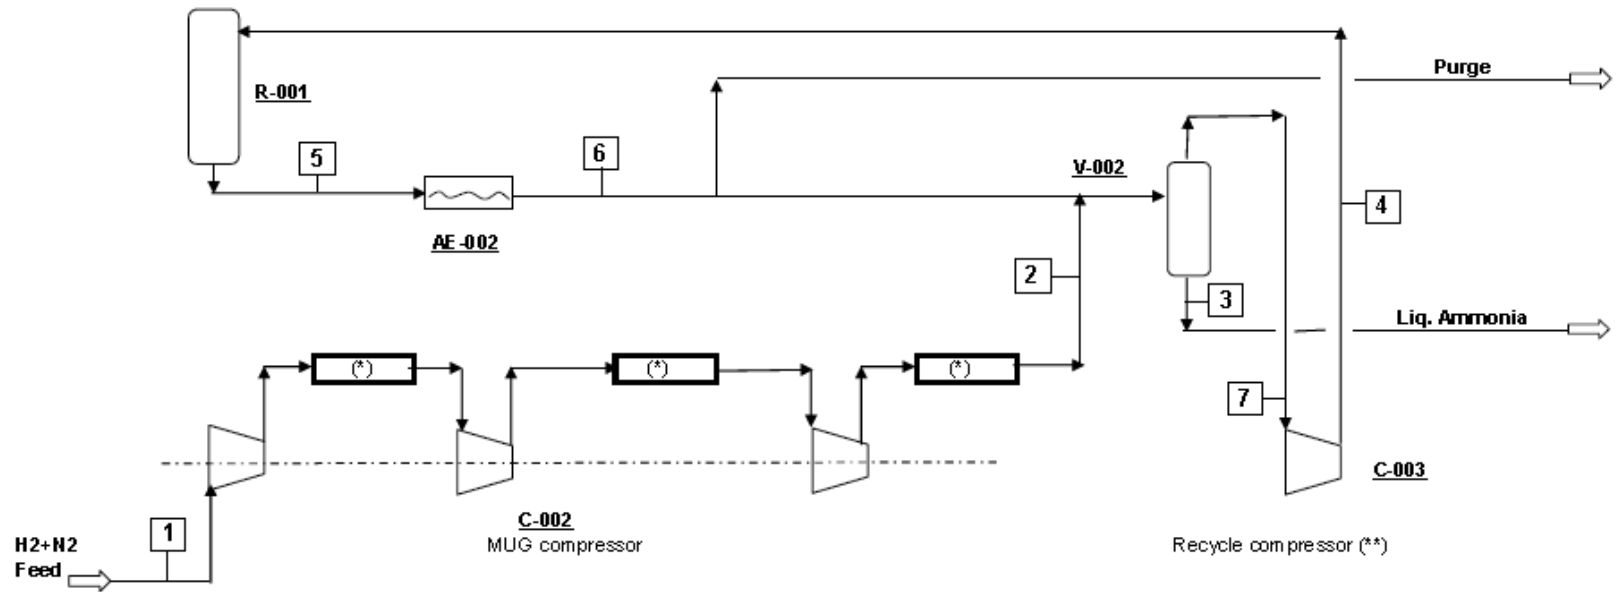 Purge
R-001
5
6
V-002
4
AE-002
2
3
Liq. Ammonia
(*)
(*)
(*)
7
C-003
1
C-002
MUG compressor
Recycle compressor (**)
H2+N2
Feed